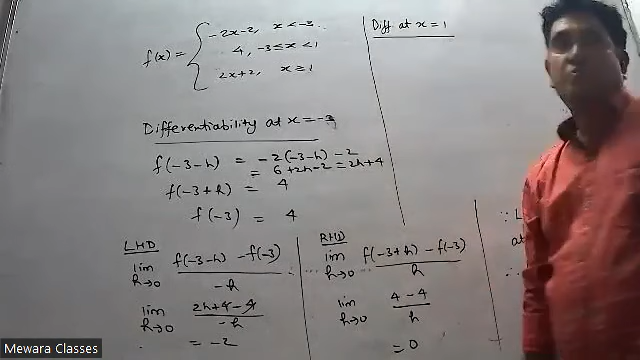 f(x) = { -2x-2, x < -3
4, -3 ≤ x < 1
2x+2, x ≥ 1
Differentiability at x = -3
f(-3-h) = -2(-3-h) -2
= 6+2h-2 = 2h+4
f(-3+h) = 4
f(-3) = 4
LHD
lim h→0 f(-3-h) - f(-3) / -h
lim h→0 2h+4-4 / -h
= -2
RHD
lim h→0 f(-3+h) - f(-3) / h
lim h→0 4-4 / h
= 0
Diff at x = 1
∵ L
at
∴
Mewara Classes